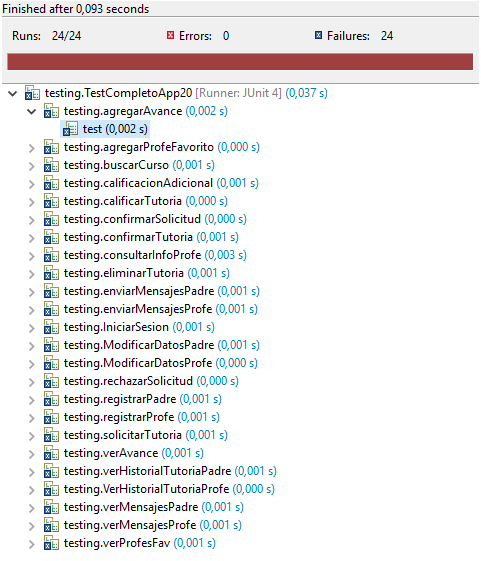 Finished after 0,093 seconds
Runs: 24/24 Errors: 0 Failures: 24
testing.TestCompletoApp20 [Runner: JUnit 4] (0,037 s)
testing.agregarAvance (0,002 s)
test (0,002 s)
testing.agregarProfeFavorito (0,000 s)
testing.buscarCurso (0,001 s)
testing.calificacionAdicional (0,001 s)
testing.calificarTutoria (0,000 s)
testing.confirmarSolicitud (0,000 s)
testing.confirmarTutoria (0,001 s)
testing.consultarInfoProfe (0,003 s)
testing.eliminarTutoria (0,001 s)
testing.enviarMensajesPadre (0,001 s)
testing.enviarMensajesProfe (0,001 s)
testing.IniciarSesion (0,001 s)
testing.ModificarDatosPadre (0,001 s)
testing.ModificarDatosProfe (0,000 s)
testing.rechazarSolicitud (0,000 s)
testing.registrarPadre (0,001 s)
testing.registrarProfe (0,001 s)
testing.solicitarTutoria (0,001 s)
testing.verAvance (0,001 s)
testing.verHistorialTutoriaPadre (0,001 s)
testing.VerHistorialTutoriaProfe (0,000 s)
testing.verMensajesPadre (0,001 s)
testing.verMensajesProfe (0,001 s)
testing.verProfesFav (0,001 s)